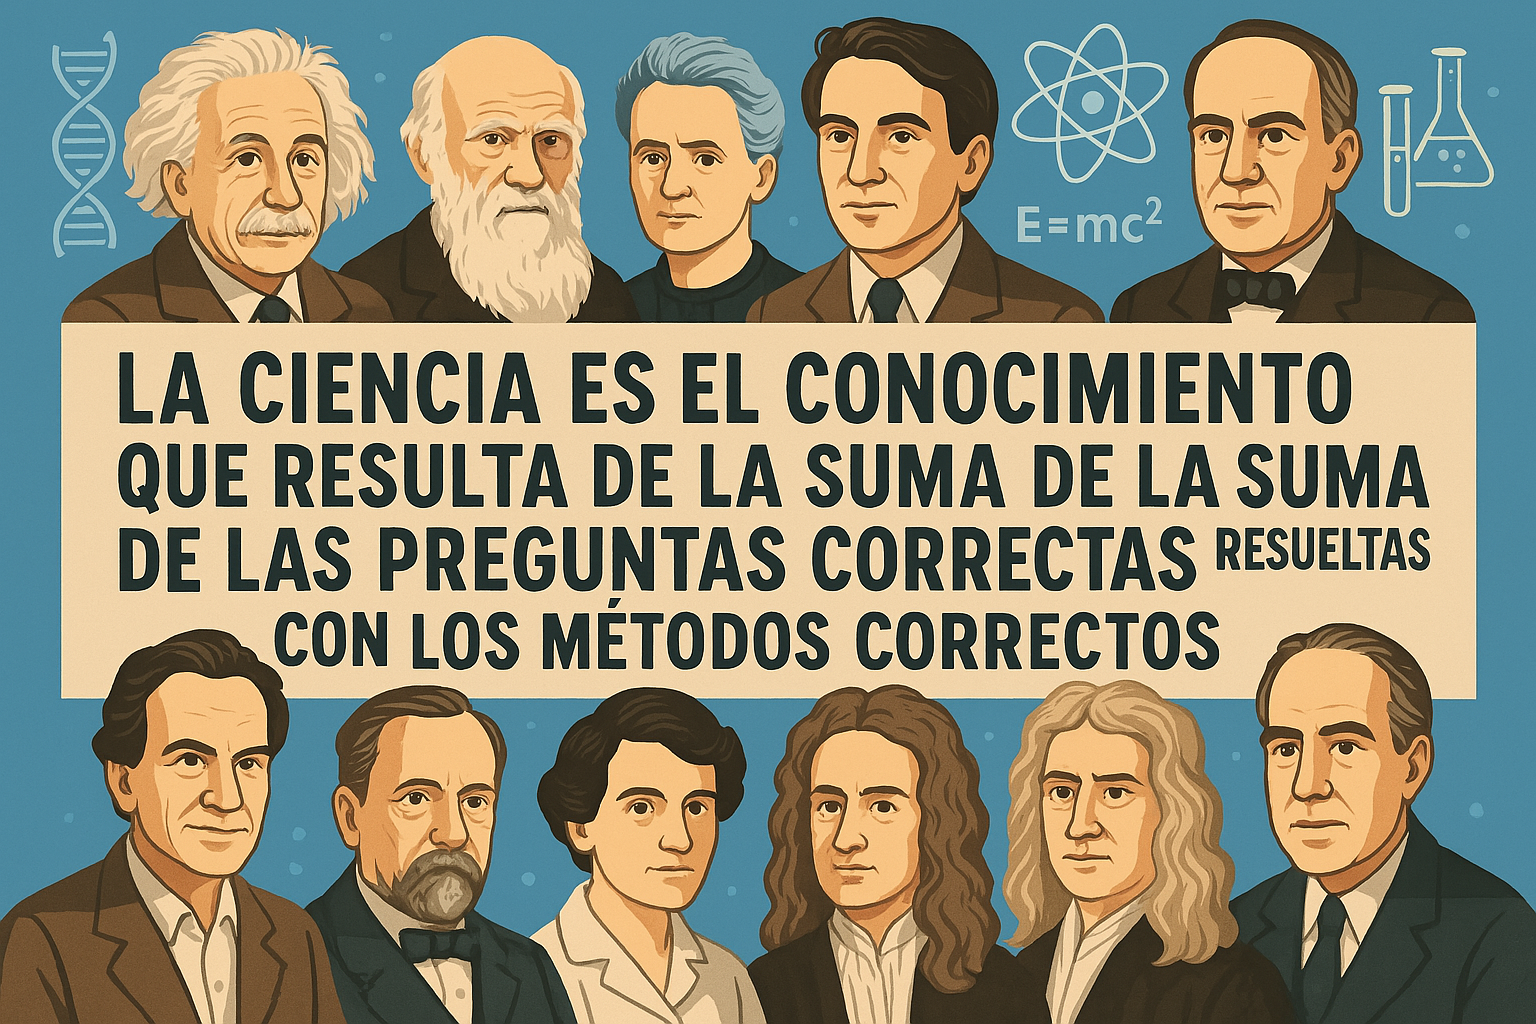 E=mc²
LA CIENCIA ES EL CONOCIMIENTO
QUE RESULTA DE LA SUMA DE LA SUMA
DE LAS PREGUNTAS CORRECTAS RESUELTAS
CON LOS MÉTODOS CORRECTOS